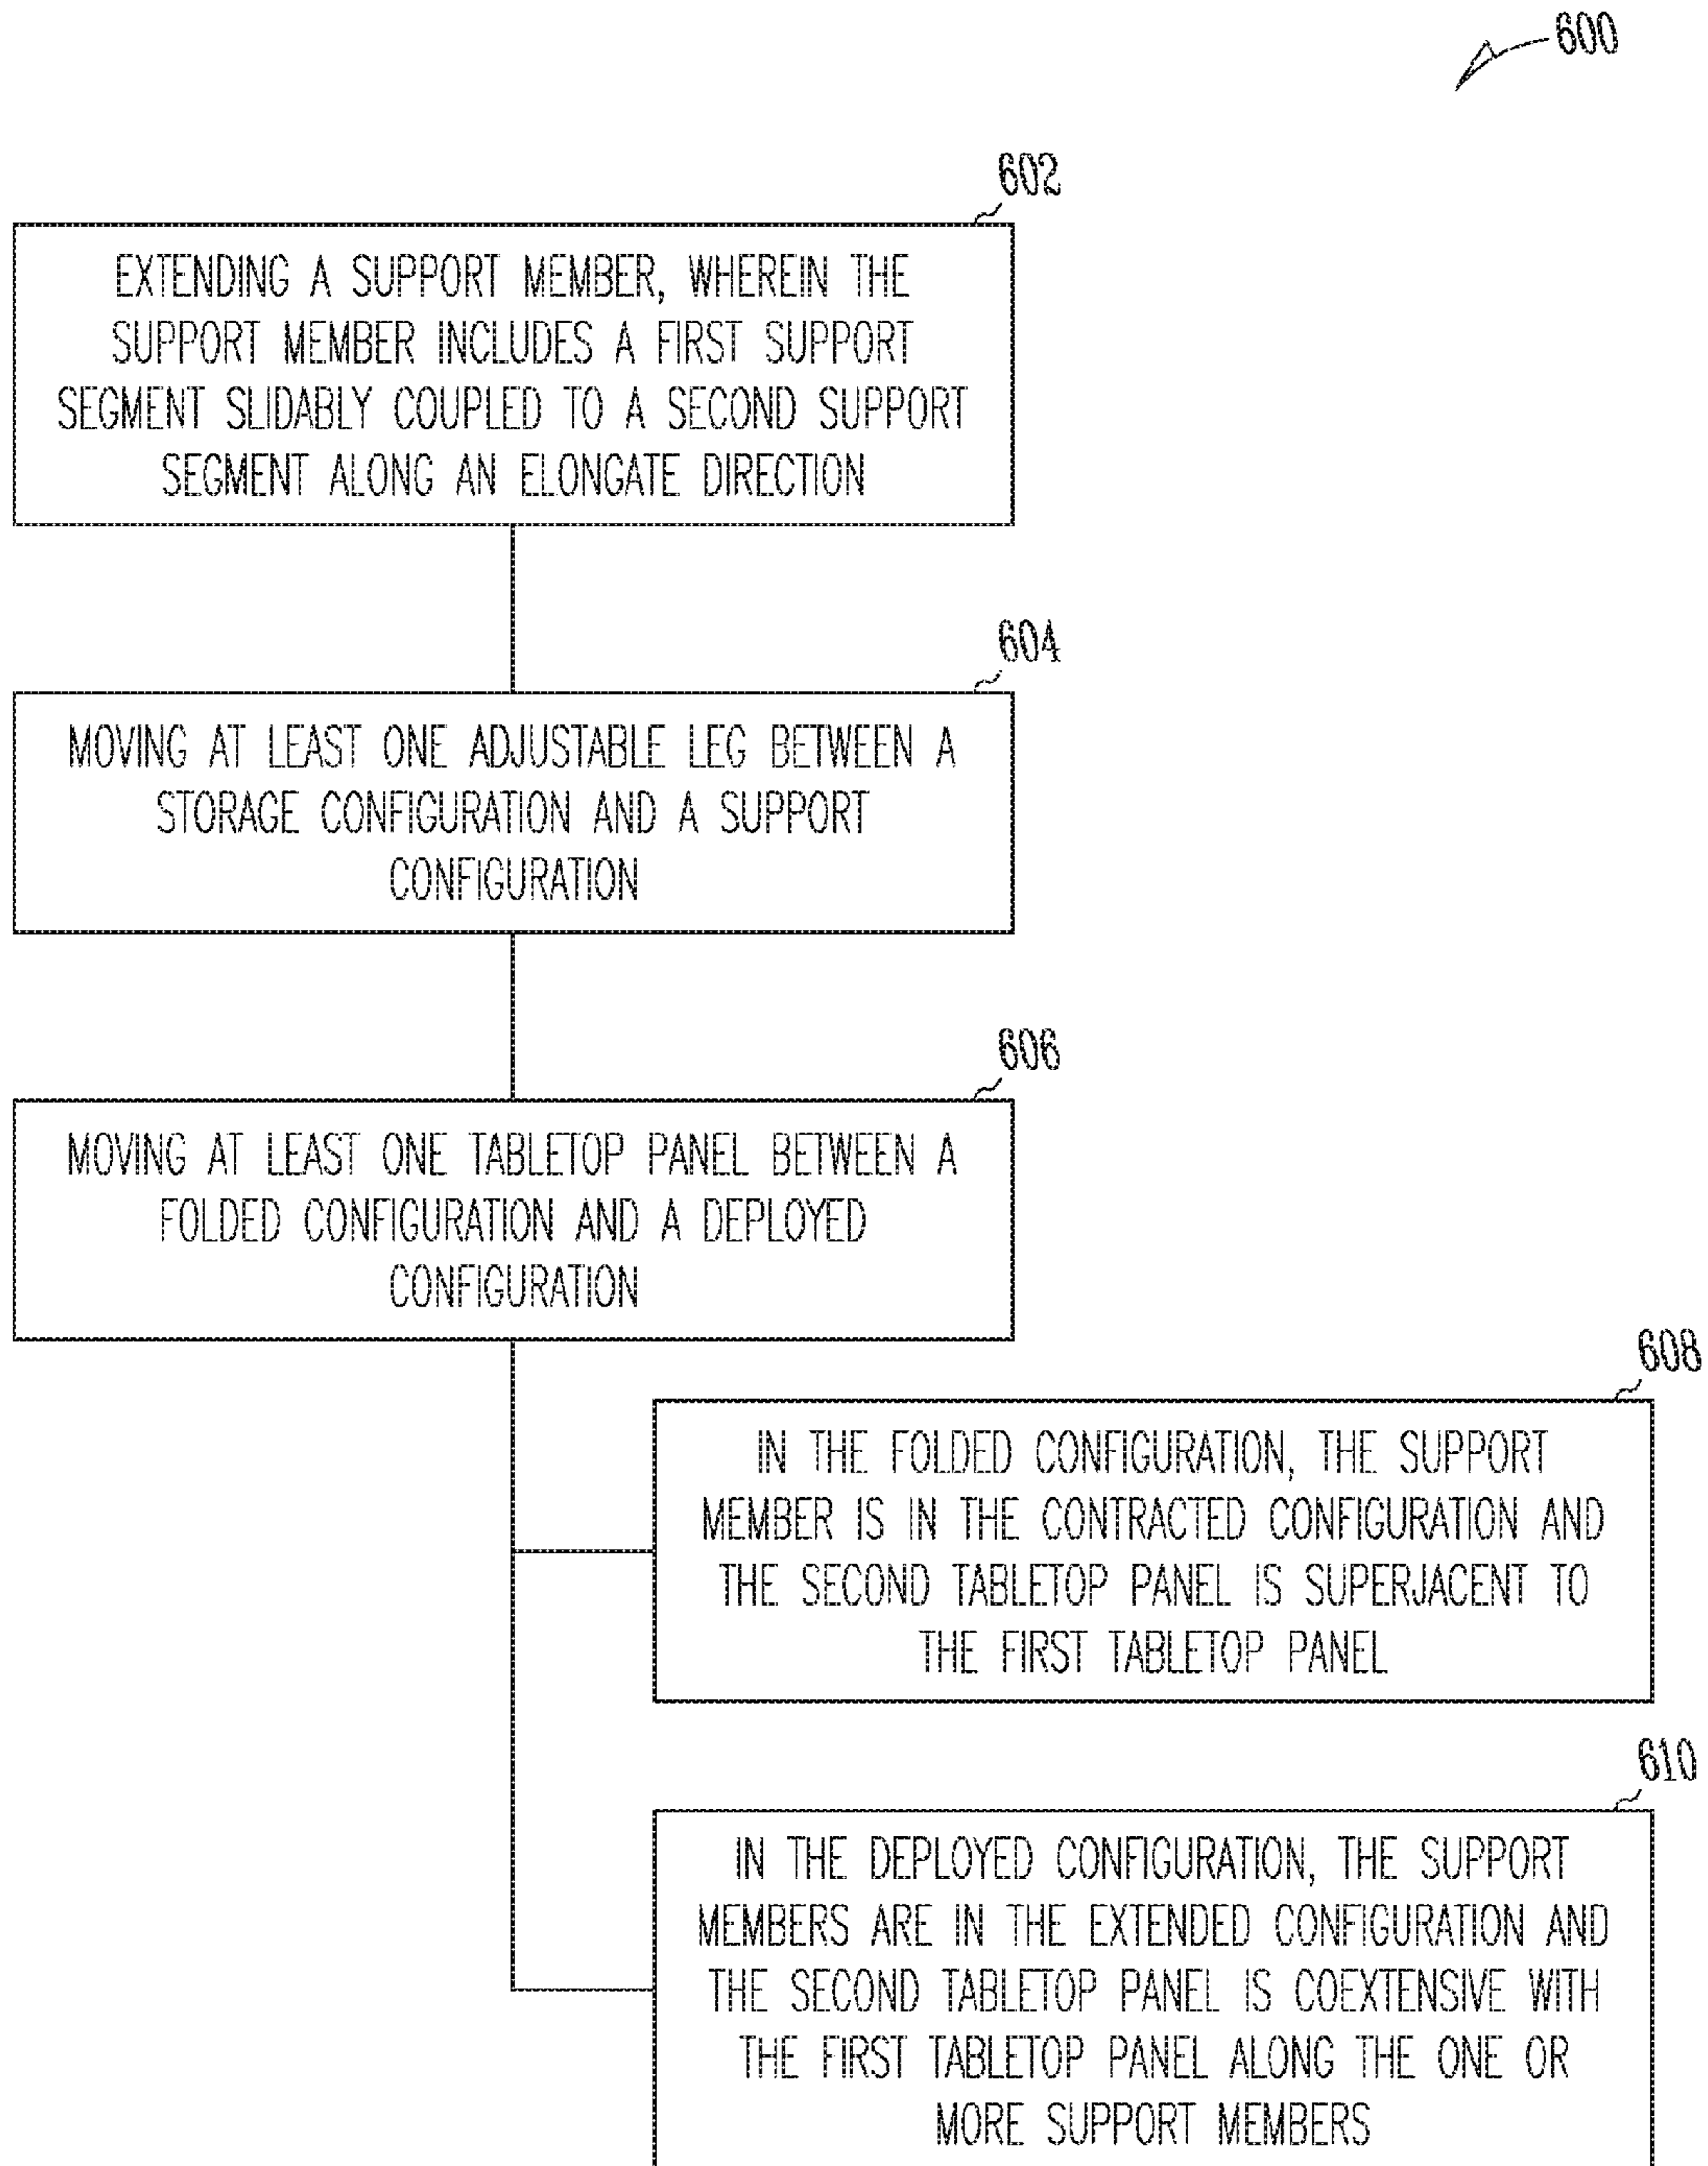 600
602
EXTENDING A SUPPORT MEMBER, WHEREIN THE
SUPPORT MEMBER INCLUDES A FIRST SUPPORT
SEGMENT SLIDABLY COUPLED TO A SECOND SUPPORT
SEGMENT ALONG AN ELONGATE DIRECTION
604
MOVING AT LEAST ONE ADJUSTABLE LEG BETWEEN A
STORAGE CONFIGURATION AND A SUPPORT
CONFIGURATION
606
MOVING AT LEAST ONE TABLETOP PANEL BETWEEN A
FOLDED CONFIGURATION AND A DEPLOYED
CONFIGURATION
608
IN THE FOLDED CONFIGURATION, THE SUPPORT
MEMBER IS IN THE CONTRACTED CONFIGURATION AND
THE SECOND TABLETOP PANEL IS SUPERJACENT TO
THE FIRST TABLETOP PANEL
610
IN THE DEPLOYED CONFIGURATION, THE SUPPORT
MEMBERS ARE IN THE EXTENDED CONFIGURATION AND
THE SECOND TABLETOP PANEL IS COEXTENSIVE WITH
THE FIRST TABLETOP PANEL ALONG THE ONE OR
MORE SUPPORT MEMBERS